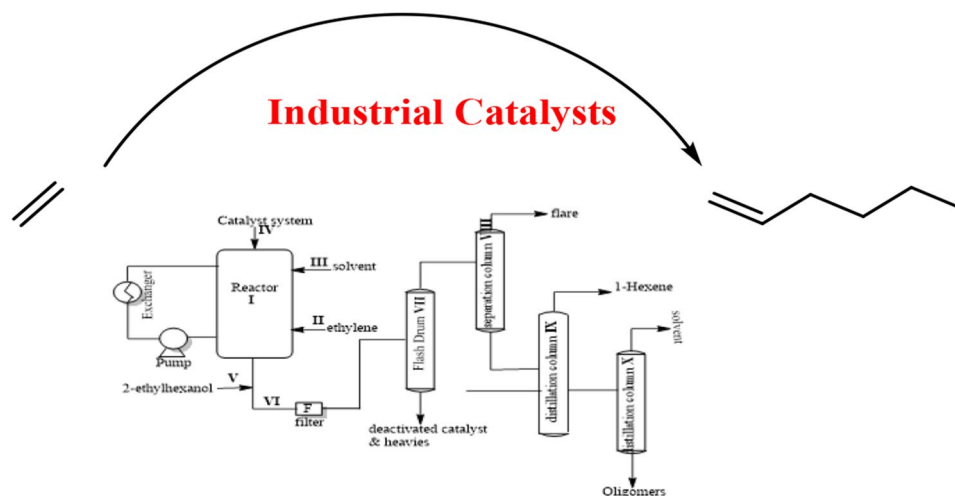 Industrial Catalysts
Catalyst system
IV
III solvent
Reactor
I
Exchanger
II ethylene
Pump
V
2-ethylhexanol
VI
F
filter
Flash Drum VII
deactivated catalyst
& heavies
separation column VIII
flare
1-Hexene
distillation column IX
solvent
distillation column X
Oligomers